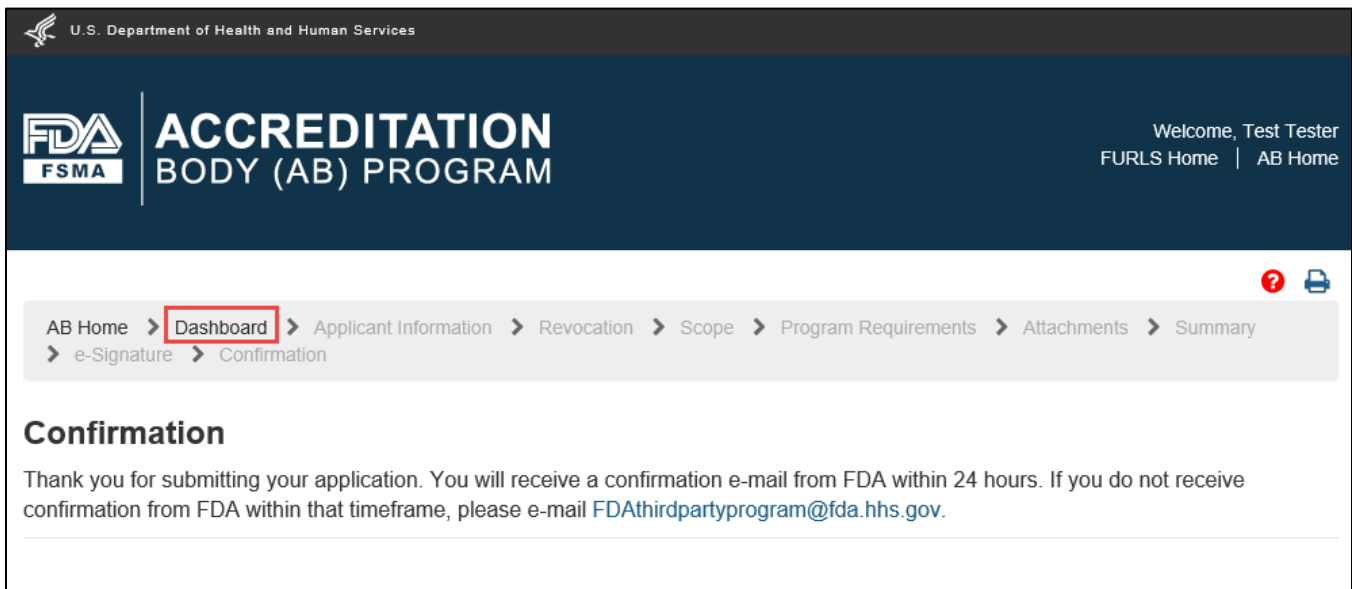 U.S. Department of Health and Human Services
FDA
FSMA
ACCREDITATION
BODY (AB) PROGRAM
Welcome, Test Tester
FURLS Home | AB Home
?
AB Home > Dashboard > Applicant Information > Revocation > Scope > Program Requirements > Attachments > Summary
> e-Signature > Confirmation
Confirmation
Thank you for submitting your application. You will receive a confirmation e-mail from FDA within 24 hours. If you do not receive
confirmation from FDA within that timeframe, please e-mail FDAthirdpartyprogram@fda.hhs.gov.